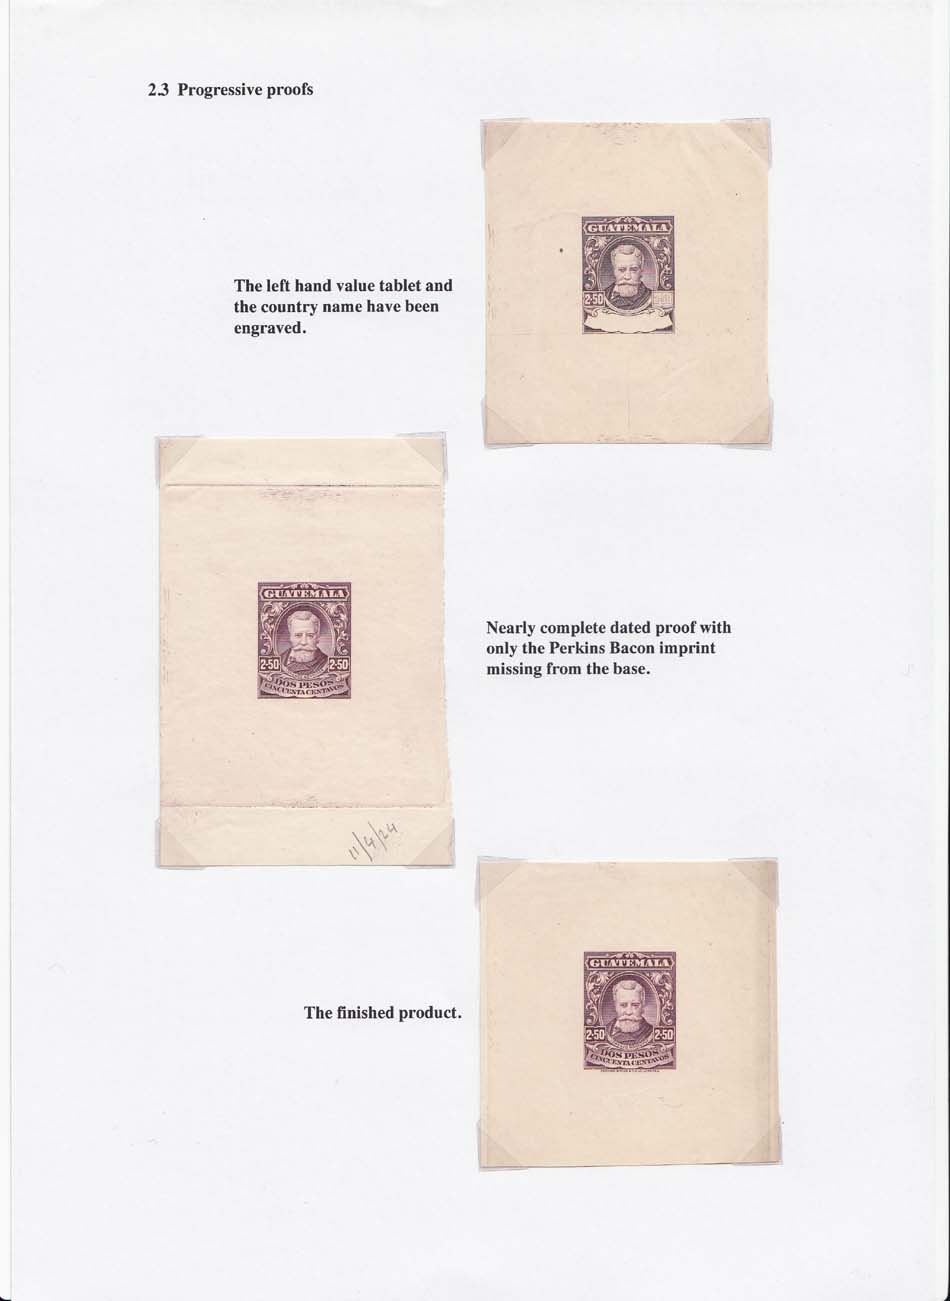 2.3 Progressive proofs
GUATEMALA
The left hand value tablet and
the country name have been
engraved.
2·50
GUATEMALA
2·50 2·50
DOS PESOS
CINCUENTA CENTAVOS
Nearly complete dated proof with
only the Perkins Bacon imprint
missing from the base.
11/4/24
GUATEMALA
The finished product.
2·50 2·50
DOS PESOS
CINCUENTA CENTAVOS